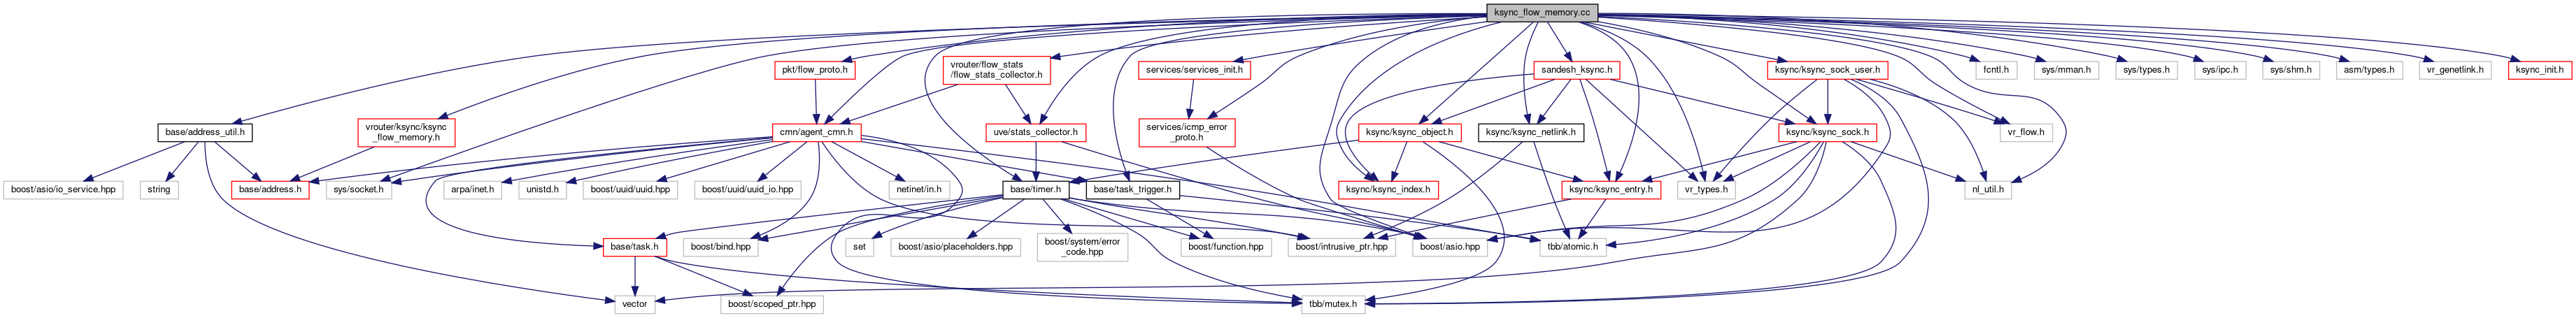 ksync_flow_memory.cc
pkt/flow_proto.h
vrouter/flow_stats
/flow_stats_collector.h
services/services_init.h
sandesh_ksync.h
ksync/ksync_sock_user.h
fcntl.h
sys/mman.h
sys/types.h
sys/ipc.h
sys/shm.h
asm/types.h
vr_genetlink.h
ksync_init.h
base/address_util.h
vrouter/ksync/ksync
_flow_memory.h
cmn/agent_cmn.h
uve/stats_collector.h
services/icmp_error
_proto.h
ksync/ksync_object.h
ksync/ksync_netlink.h
ksync/ksync_sock.h
vr_flow.h
boost/asio/io_service.hpp
string
base/address.h
sys/socket.h
arpa/inet.h
unistd.h
boost/uuid/uuid.hpp
boost/uuid/uuid_io.hpp
netinet/in.h
base/timer.h
base/task_trigger.h
ksync/ksync_index.h
ksync/ksync_entry.h
vr_types.h
nl_util.h
base/task.h
boost/bind.hpp
set
boost/asio/placeholders.hpp
boost/system/error
_code.hpp
boost/function.hpp
boost/intrusive_ptr.hpp
boost/asio.hpp
tbb/atomic.h
vector
boost/scoped_ptr.hpp
tbb/mutex.h